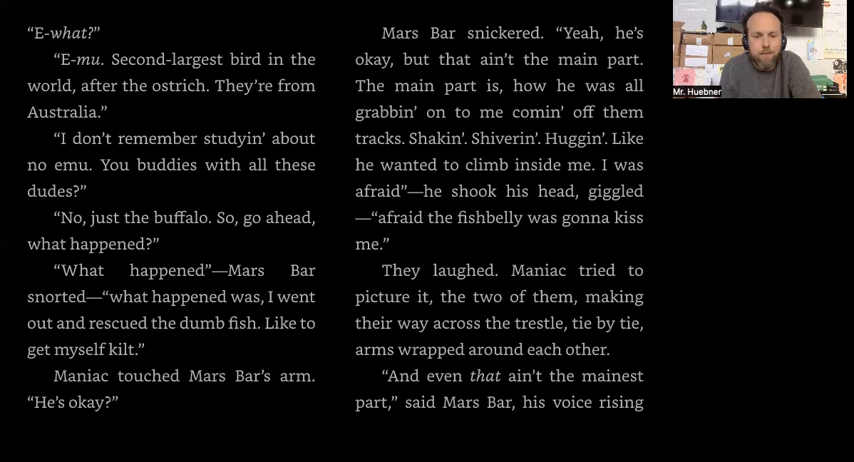 “E-what?”
“E-mu. Second-largest bird in the
world, after the ostrich. They’re from
Australia.”
“I don’t remember studyin’ about
no emu. You buddies with all these
dudes?”
“No, just the buffalo. So, go ahead,
what happened?”
“What happened”—Mars Bar
snorted—“what happened was, I went
out and rescued the dumb fish. Like to
get myself kilt.”
Maniac touched Mars Bar’s arm.
“He’s okay?”
Mars Bar snickered. “Yeah, he’s
okay, but that ain’t the main part.
The main part is, how he was all
grabbin’ on to me comin’ off them
tracks. Shakin’. Shiverin’. Huggin’. Like
he wanted to climb inside me. I was
afraid”—he shook his head, giggled
—“afraid the fishbelly was gonna kiss
me.”
They laughed. Maniac tried to
picture it, the two of them, making
their way across the trestle, tie by tie,
arms wrapped around each other.
“And even that ain’t the mainest
part,” said Mars Bar, his voice rising
Mr. Huebner